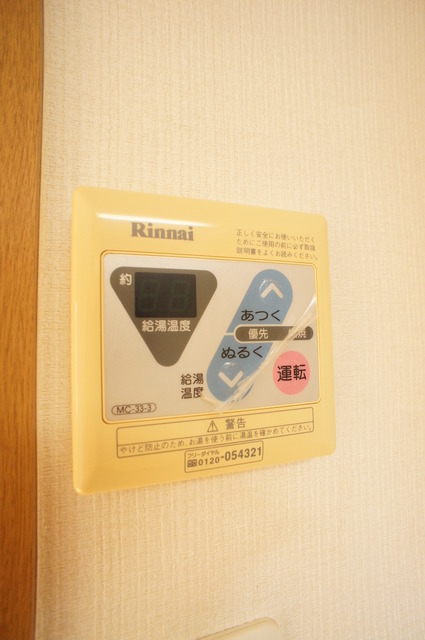 Rinnai
正しく安全にお使いいただく
ためにご使用の前に必ず取扱
説明書をよくお読みください。
約
給湯温度
あつく
優先
ぬるく
給湯
温度
運転
MC-33-3
警告
やけど防止のため、お湯を使う前に湯温を確かめてください。
フリーダイヤル
0120-054321